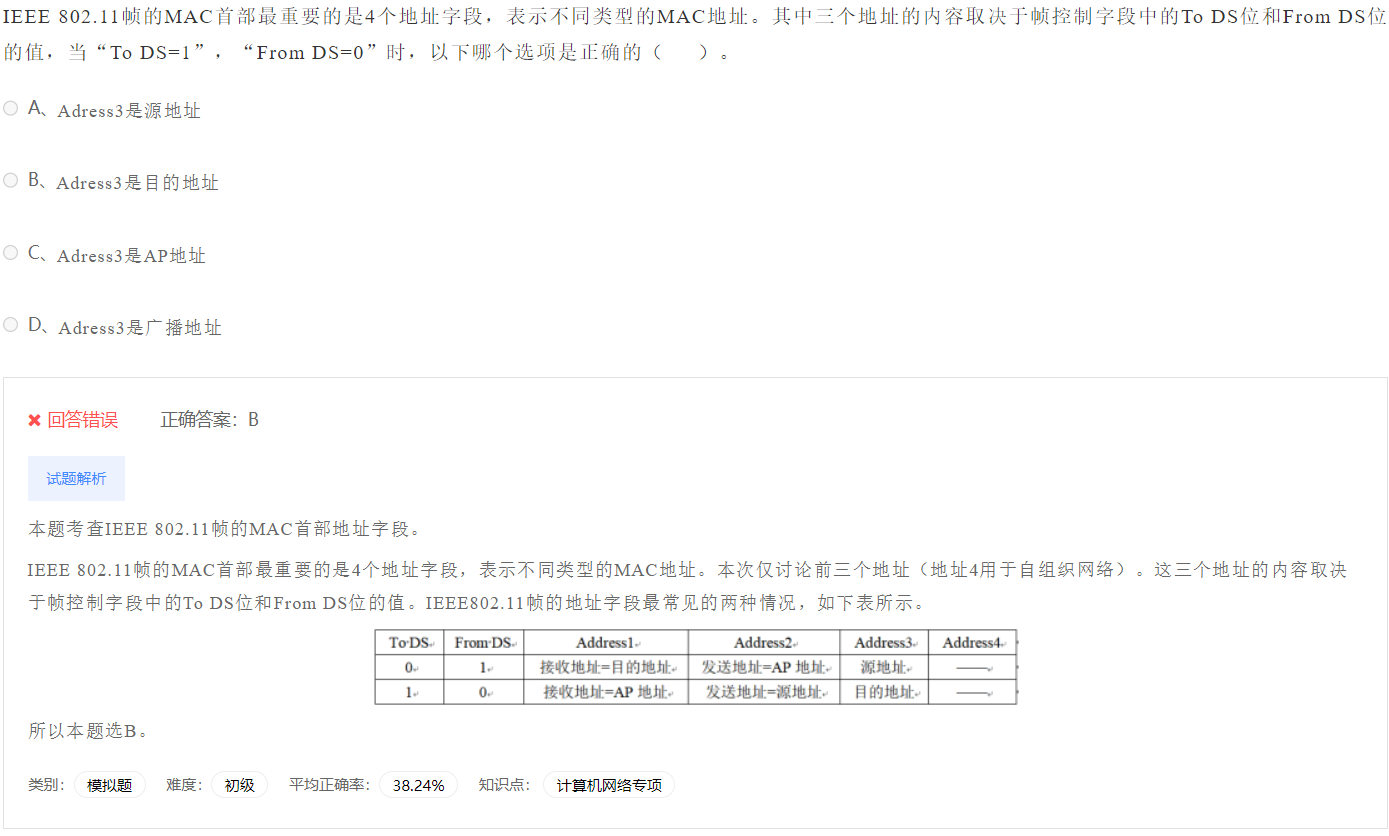 IEEE 802.11帧的MAC首部最重要的是4个地址字段，表示不同类型的MAC地址。其中三个地址的内容取决于帧控制字段中的To DS位和From DS位
的值，当“To DS=1”，“From DS=0”时，以下哪个选项是正确的（  ）。
A、Adress3是源地址
B、Adress3是目的地址
C、Adress3是AP地址
D、Adress3是广播地址
回答错误 正确答案：B
试题解析
本题考查IEEE 802.11帧的MAC首部地址字段。
IEEE 802.11帧的MAC首部最重要的是4个地址字段，表示不同类型的MAC地址。本次仅讨论前三个地址（地址4用于自组织网络）。这三个地址的内容取决
于帧控制字段中的To DS位和From DS位的值。IEEE802.11帧的地址字段最常见的两种情况，如下表所示。
To DS From DS Address1 Address2 Address3 Address4
0 1 接收地址=目的地址 发送地址=AP 地址 源地址 ——
1 0 接收地址=AP 地址 发送地址=源地址 目的地址 ——
所以本题选B。
类别： 模拟题 难度： 初级 平均正确率： 38.24% 知识点： 计算机网络专项